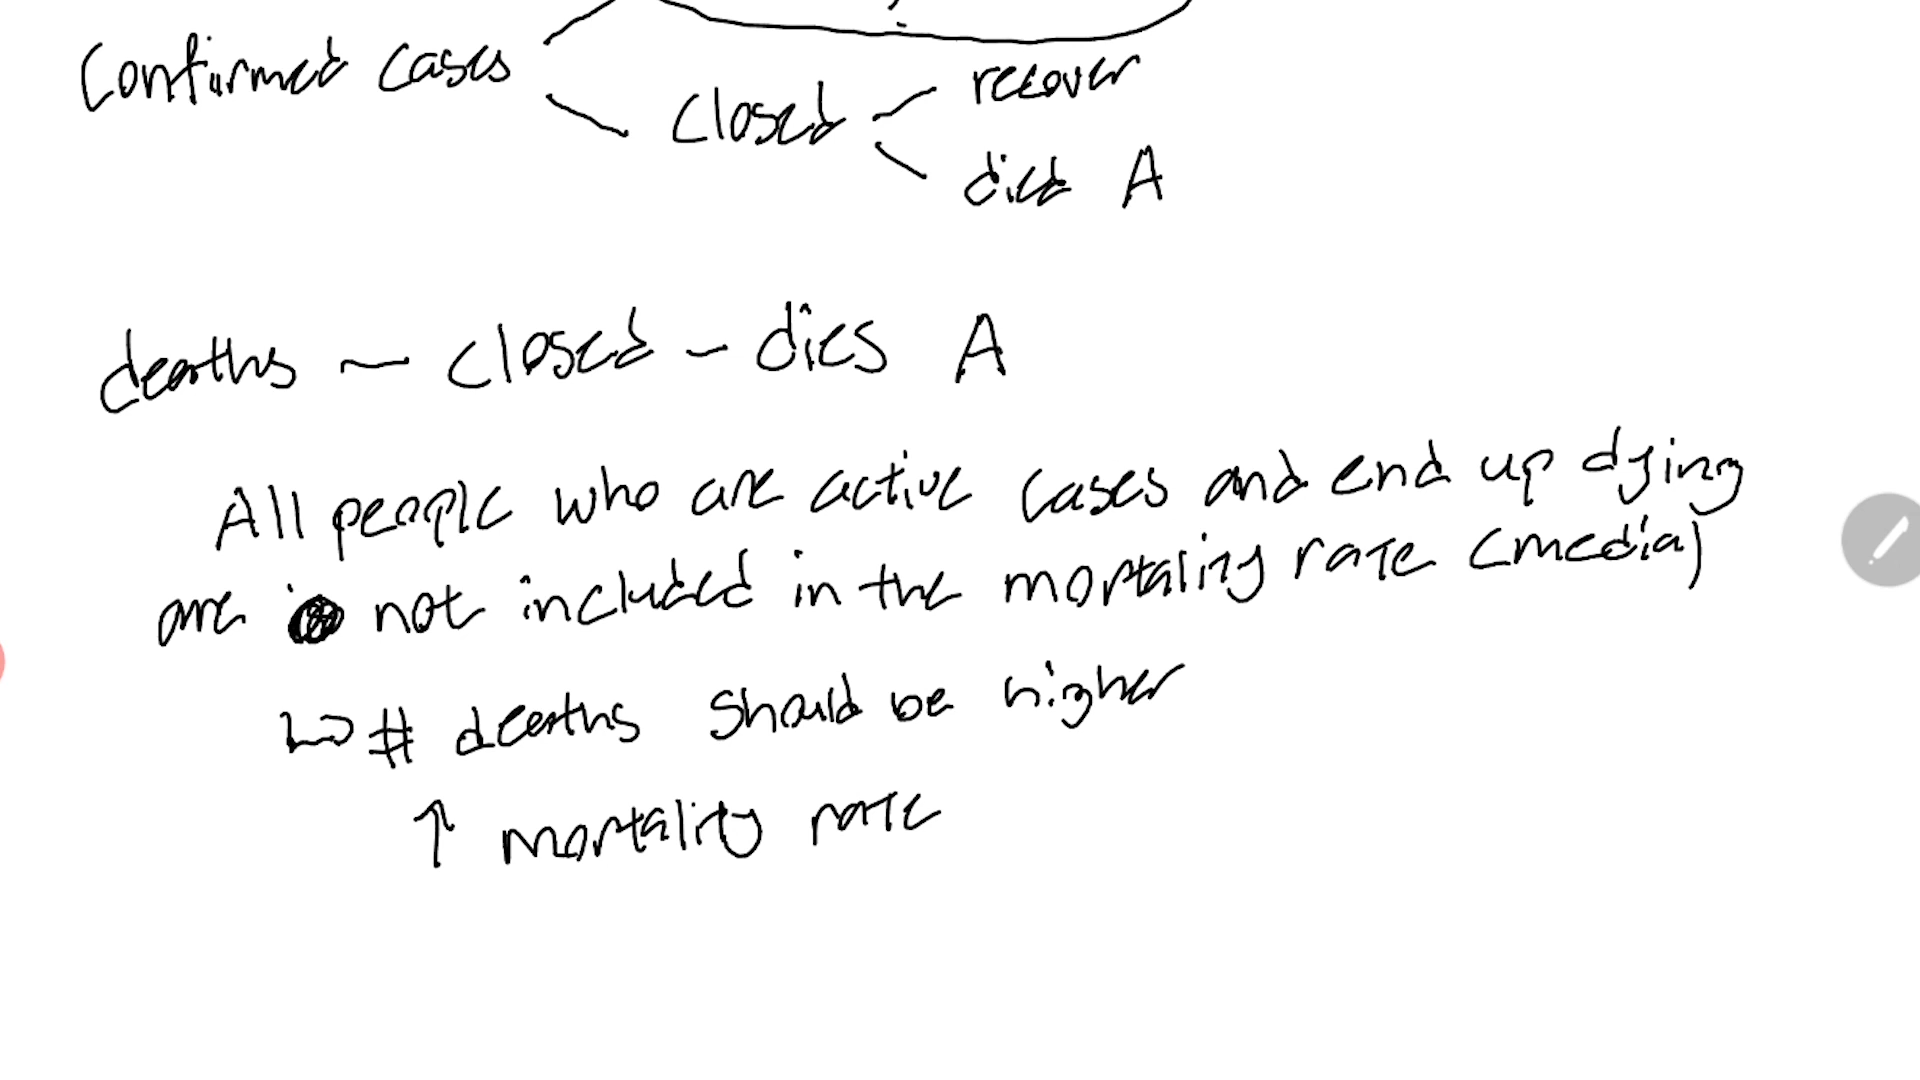 recover
Confirmed cases
closed
died A
deaths - closed - dies A
All people who are active cases and end up dying
are not included in the mortality rate (media)
↳ # deaths should be higher
↑ mortality rate